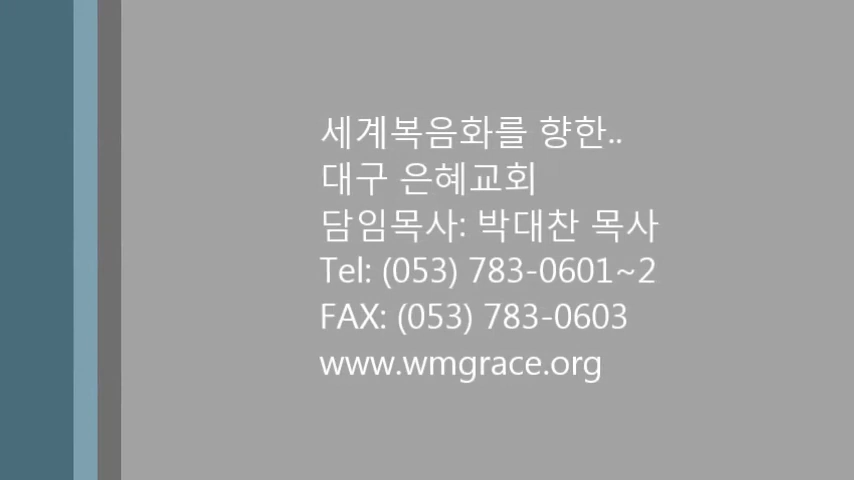 세계복음화를 향한..
대구 은혜교회
담임목사: 박대찬 목사
Tel: (053) 783-0601~2
FAX: (053) 783-0603
www.wmgrace.org